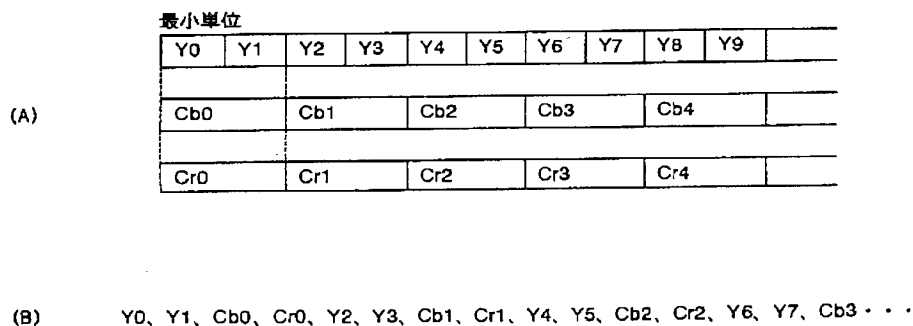 最小単位
Y0 Y1 Y2 Y3 Y4 Y5 Y6 Y7 Y8 Y9
(A)
Cb0 Cb1 Cb2 Cb3 Cb4
Cr0 Cr1 Cr2 Cr3 Cr4
(B) Y0、Y1、Cb0、Cr0、Y2、Y3、Cb1、Cr1、Y4、Y5、Cb2、Cr2、Y6、Y7、Cb3・・・